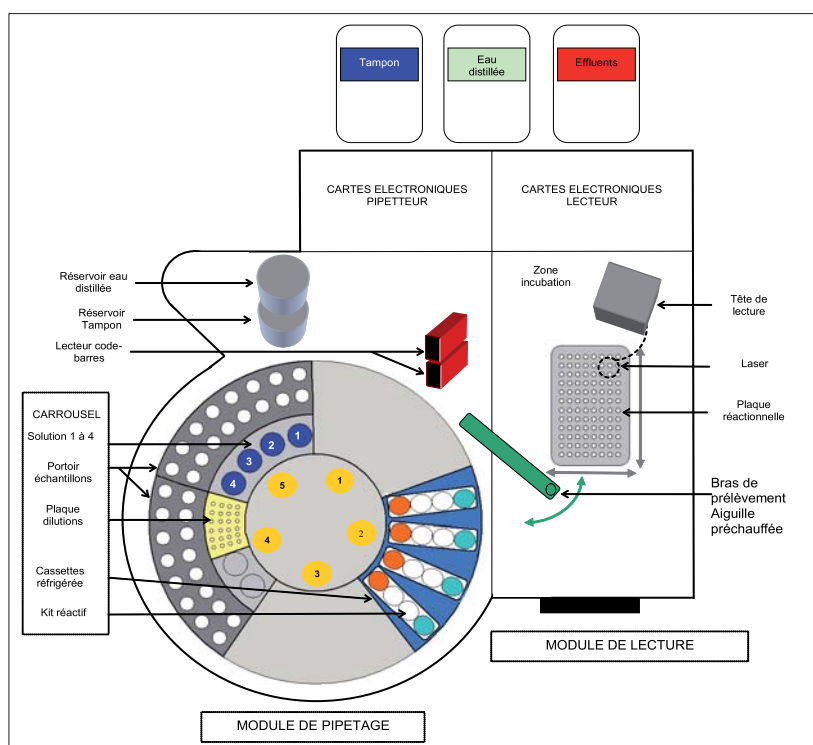 Tampon
Eau
distillée
Effluents
CARTES ELECTRONIQUES
PIPETTEUR
CARTES ELECTRONIQUES
LECTEUR
Réservoir eau
distillée
Réservoir
Tampon
Lecteur code-
barres
Zone
incubation
Tête de
lecture
Laser
Plaque
réactionnelle
Bras de
prélèvement
Aiguille
préchauffée
CARROUSEL
Solution 1 à 4
Portoir
échantillons
Plaque
dilutions
Cassettes
réfrigérée
Kit réactif
1
2
3
4
5
1
2
4
3
MODULE DE LECTURE
MODULE DE PIPETAGE